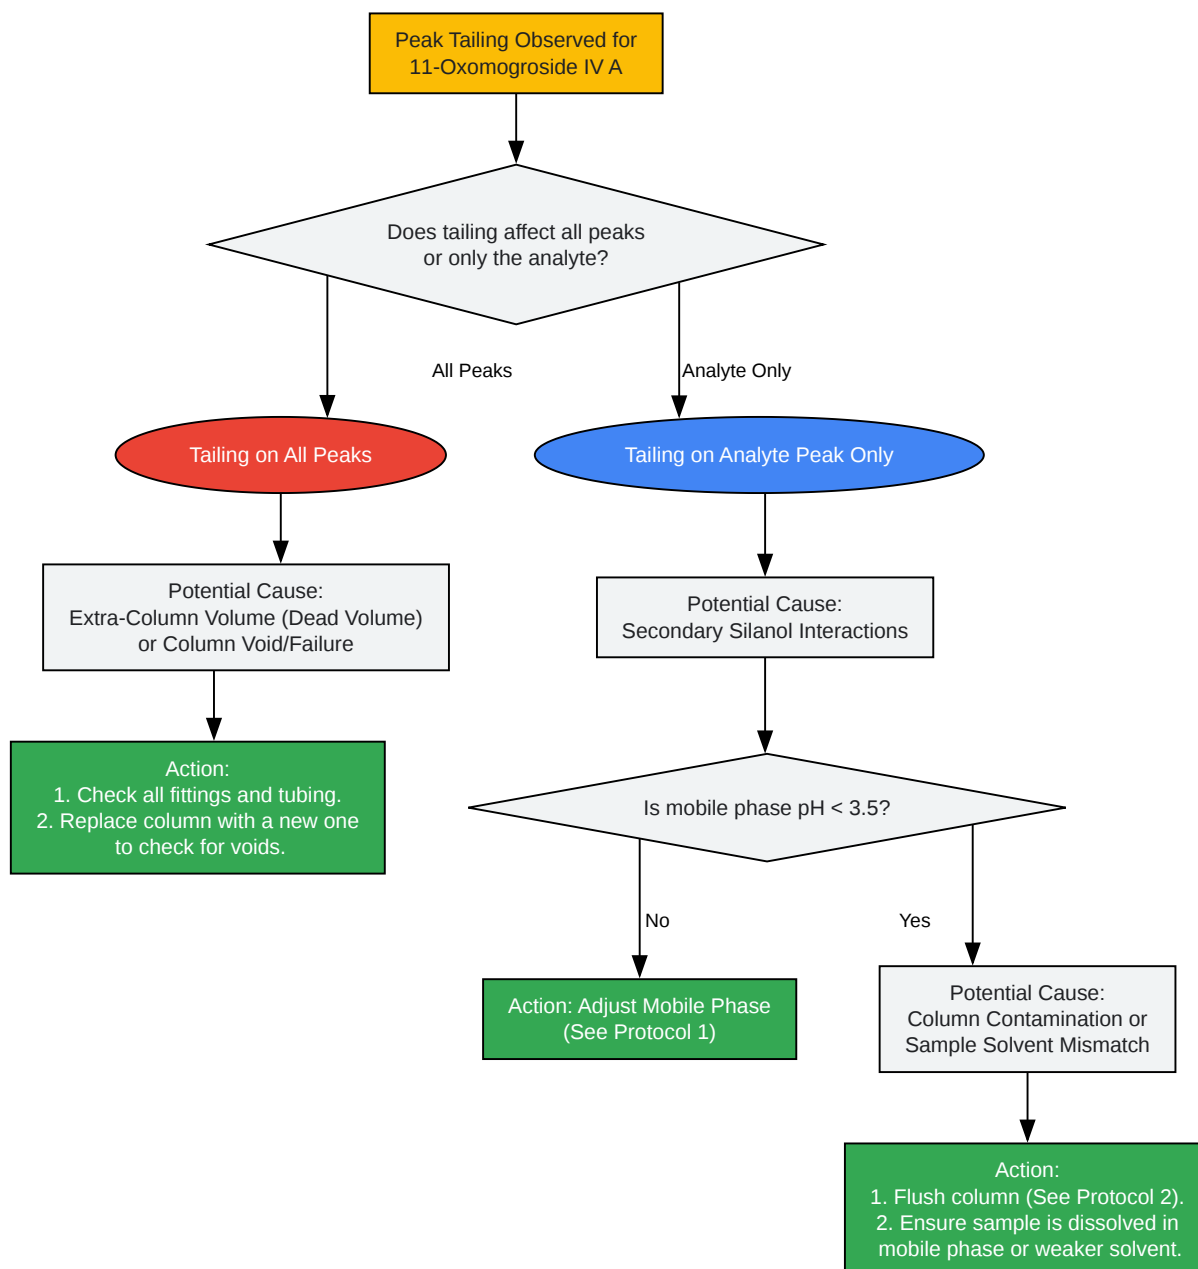 Peak Tailing Observed for
11-Oxomogroside IV A
Does tailing affect all peaks
or only the analyte?
All Peaks
Analyte Only
Tailing on All Peaks
Tailing on Analyte Peak Only
Potential Cause:
Extra-Column Volume (Dead Volume)
or Column Void/Failure
Potential Cause:
Secondary Silanol Interactions
Action:
1. Check all fittings and tubing.
2. Replace column with a new one
to check for voids.
Is mobile phase pH < 3.5?
No
Yes
Action: Adjust Mobile Phase
(See Protocol 1)
Potential Cause:
Column Contamination or
Sample Solvent Mismatch
Action:
1. Flush column (See Protocol 2).
2. Ensure sample is dissolved in
mobile phase or weaker solvent.